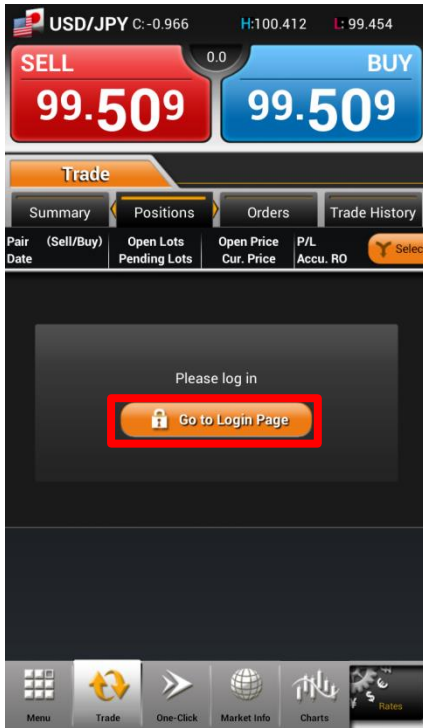 USD/JPY C:-0.966 H:100.412 L: 99.454
SELL 0.0 BUY
99.509 99.509
Trade
Summary Positions Orders Trade History
Pair (Sell/Buy) Open Lots Open Price P/L
Date Pending Lots Cur. Price Accu. RO
Selec
Please log in
Go to Login Page
¥ $ €
Menu Trade One-Click Market Info Charts Rates